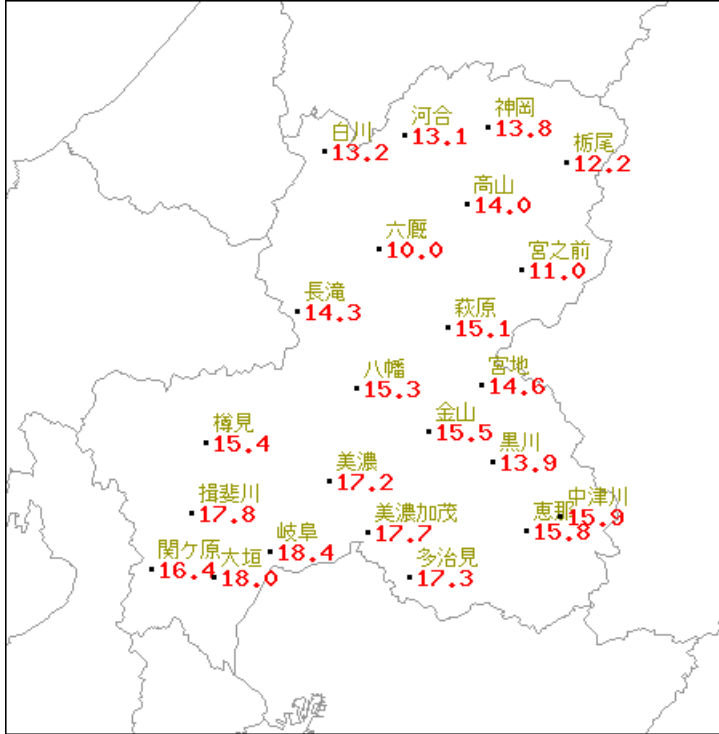 神岡
13.8
河合
13.1
白川
13.2
栃尾
12.2
高山
14.0
六厩
10.0
宮之前
11.0
長滝
14.3
萩原
15.1
宮地
14.6
八幡
15.3
金山
15.5
樽見
15.4
黒川
13.9
美濃
17.2
揖斐川
17.8
中津川
15.9
美濃加茂
17.7
恵那
15.8
岐阜
18.4
関ケ原
16.4
大垣
18.0
多治見
17.3